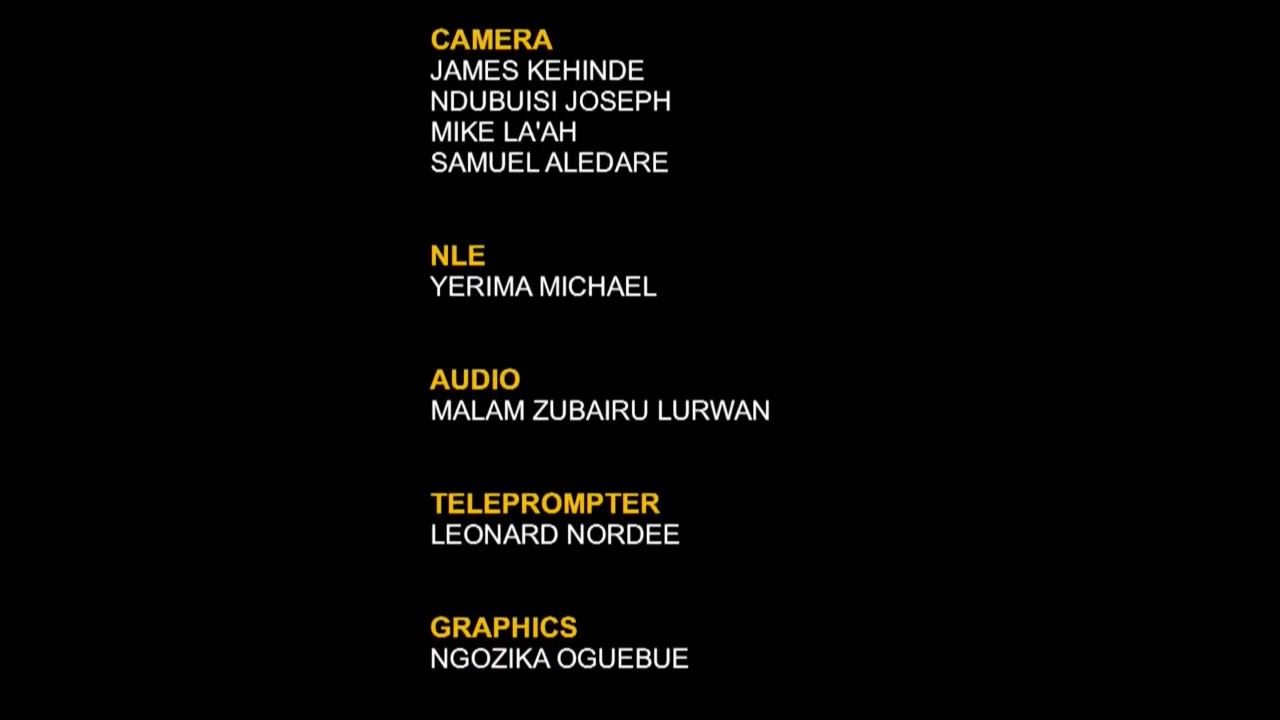 CAMERA
JAMES KEHINDE
NDUBUISI JOSEPH
MIKE LA'AH
SAMUEL ALEDARE
NLE
YERIMA MICHAEL
AUDIO
MALAM ZUBAIRU LURWAN
TELEPROMPTER
LEONARD NORDEE
GRAPHICS
NGOZIKA OGUEBUE